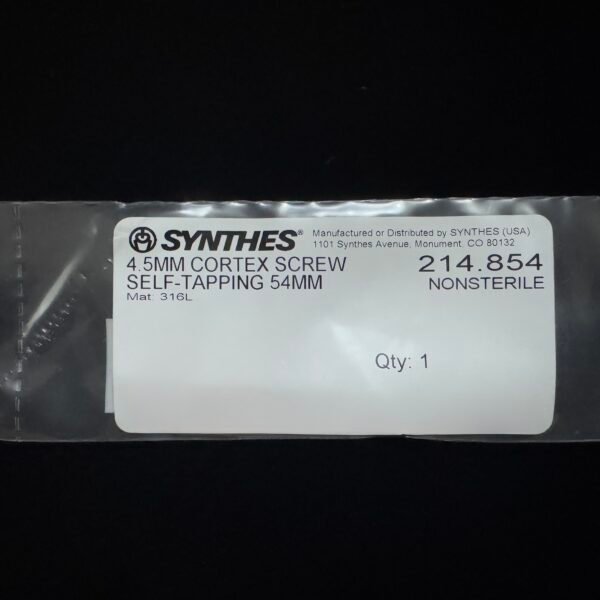 SYNTHES® Manufactured or Distributed by SYNTHES (USA)
1101 Synthes Avenue, Monument, CO 80132
4.5MM CORTEX SCREW 214.854
SELF-TAPPING 54MM NONSTERILE
Mat: 316L
Qty: 1